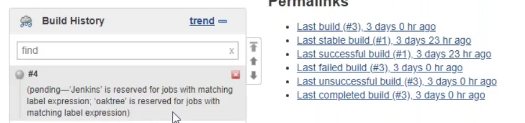 Permalinks
Build History
trend
find
x
#4
(pending—'Jenkins' is reserved for jobs with matching
label expression; 'oaktree' is reserved for jobs with
matching label expression)
Last build (#3), 3 days 0 hr ago
Last stable build (#1), 3 days 23 hr ago
Last successful build (#1), 3 days 23 hr ago
Last failed build (#3), 3 days 0 hr ago
Last unsuccessful build (#3), 3 days 0 hr ago
Last completed build (#3), 3 days 0 hr ago